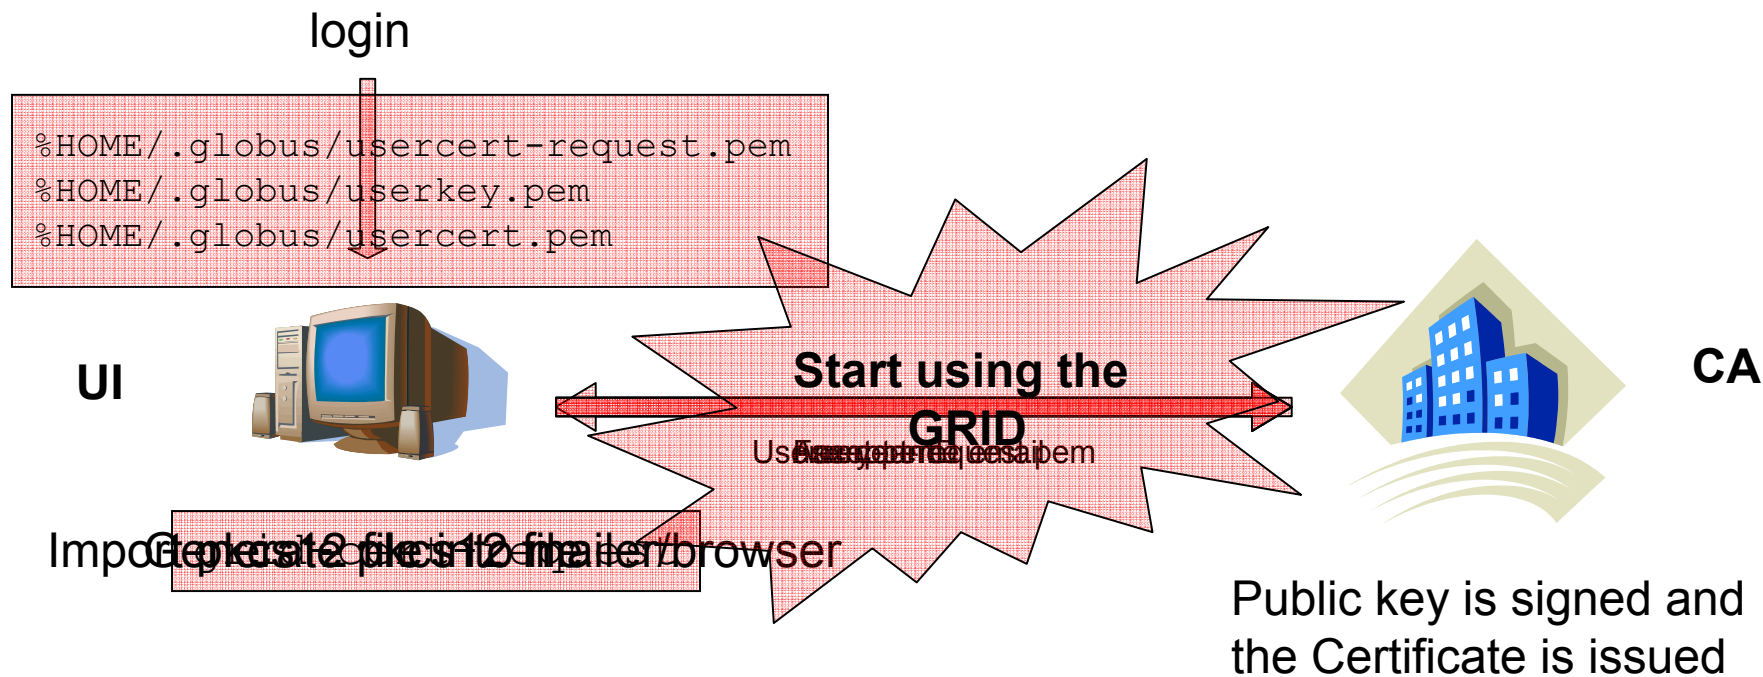 login
%HOME/.globus/usercert-request.pem
%HOME/.globus/userkey.pem
%HOME/.globus/usercert.pem
UI
Start using the
GRID
CA
Public key is signed and
the Certificate is issued